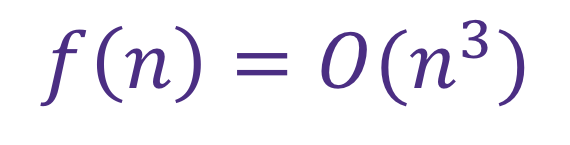 f(n) = O(n³)